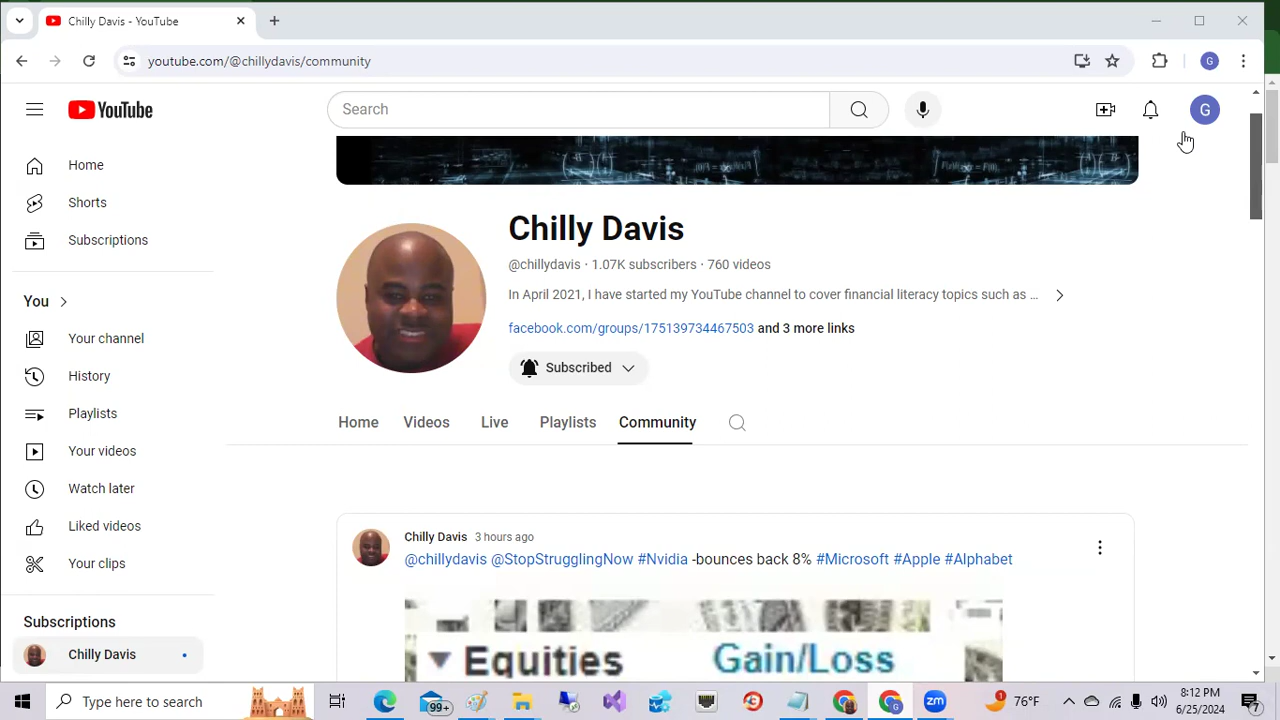 Chilly Davis - YouTube
youtube.com/@chillydavis/community
G
YouTube
Search
G
Home
Shorts
Subscriptions
You
Your channel
History
Playlists
Your videos
Watch later
Liked videos
Your clips
Subscriptions
Chilly Davis
Chilly Davis
@chillydavis · 1.07K subscribers · 760 videos
In April 2021, I have started my YouTube channel to cover financial literacy topics such as ...
facebook.com/groups/175139734467503 and 3 more links
Subscribed
Home Videos Live Playlists Community
Chilly Davis 3 hours ago
@chillydavis @StopStrugglingNow #Nvidia -bounces back 8% #Microsoft #Apple #Alphabet
Equities Gain/Loss
Type here to search
99+
zm
1
76°F
8:12 PM
6/25/2024
7